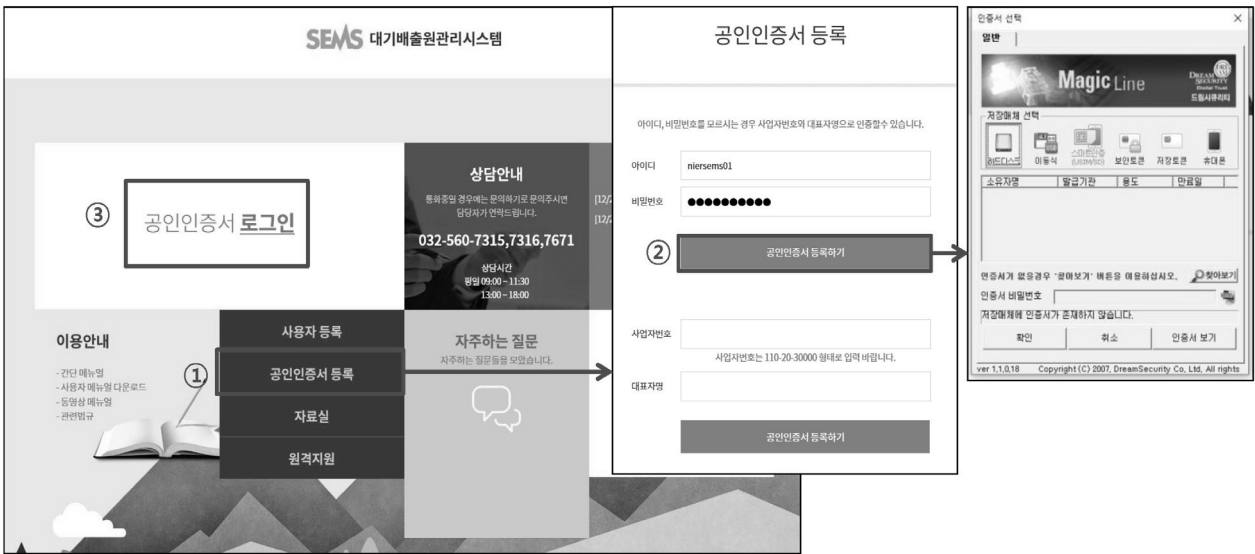 SEMS 대기배출원관리시스템
③
공인인증서 로그인
상담안내
통화중일 경우에는 문의하기로 문의주시면
담당자가 연락드립니다.
032-560-7315,7316,7671
상담시간
평일 09:00 ~ 11:30
13:00 ~ 18:00
[12/2
[12/2
이용안내
- 간단 메뉴얼
- 사용자 메뉴얼 다운로드
- 동영상 메뉴얼
- 관련법규
①
사용자 등록
공인인증서 등록
자료실
원격지원
자주하는 질문
자주하는 질문들을 모았습니다.
공인인증서 등록
아이디, 비밀번호를 모르시는 경우 사업자번호와 대표자명으로 인증할수 있습니다.
아이디
niersems01
비밀번호
●●●●●●●●●●
②
공인인증서 등록하기
사업자번호
사업자번호는 110-20-30000 형태로 입력 바랍니다.
대표자명
공인인증서 등록하기
인증서 선택
일반
Magic Line
DREAM SECURITY
Digital Trust
드림시큐리티
저장매체 선택
하드디스크 이동식 스마트인증 (USIM/SD) 보안토큰 저장토큰 휴대폰
소유자명 발급기관 용도 만료일
인증서가 없을경우 '찾아보기' 버튼을 이용하십시오. 찾아보기
인증서 비밀번호
저장매체에 인증서가 존재하지 않습니다.
확인 취소 인증서 보기
ver 1,1,0,18 Copyright (C) 2007, DreamSecurity Co, Ltd, All rights